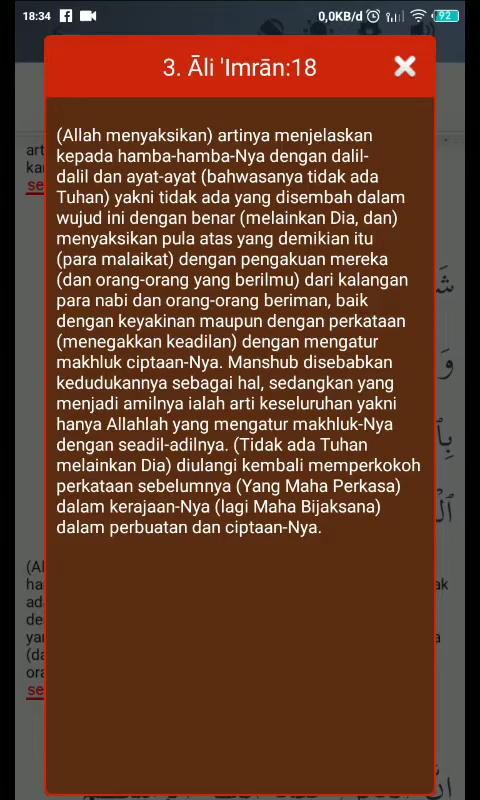 18:34
0,0KB/d
92
3. Āli 'Imrān:18
(Allah menyaksikan) artinya menjelaskan
kepada hamba-hamba-Nya dengan dalil-
dalil dan ayat-ayat (bahwasanya tidak ada
Tuhan) yakni tidak ada yang disembah dalam
wujud ini dengan benar (melainkan Dia, dan)
menyaksikan pula atas yang demikian itu
(para malaikat) dengan pengakuan mereka
(dan orang-orang yang berilmu) dari kalangan
para nabi dan orang-orang beriman, baik
dengan keyakinan maupun dengan perkataan
(menegakkan keadilan) dengan mengatur
makhluk ciptaan-Nya. Manshub disebabkan
kedudukannya sebagai hal, sedangkan yang
menjadi amilnya ialah arti keseluruhan yakni
hanya Allahlah yang mengatur makhluk-Nya
dengan seadil-adilnya. (Tidak ada Tuhan
melainkan Dia) diulangi kembali memperkokoh
perkataan sebelumnya (Yang Maha Perkasa)
dalam kerajaan-Nya (lagi Maha Bijaksana)
dalam perbuatan dan ciptaan-Nya.